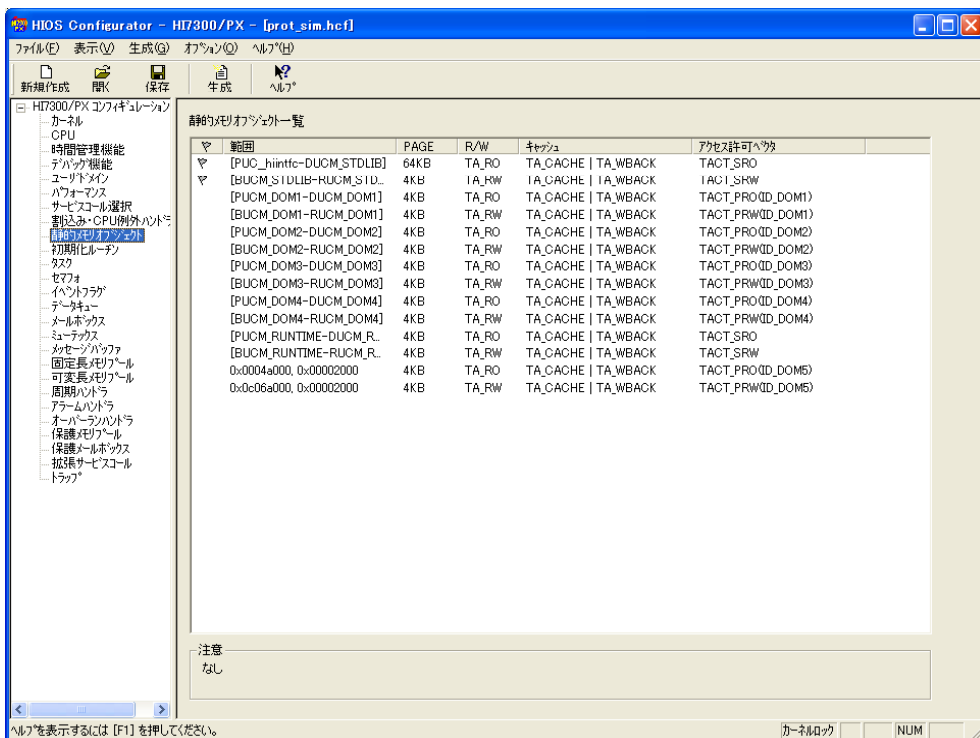 HIOS Configurator - HI7300/PX - [prot_sim.hcf]
ファイル(F) 表示(V) 生成(G) オプション(O) ヘルプ(H)
新規作成 開く 保存 生成 ヘルプ
HI7300/PX コンフィギュレーション
カーネル
CPU
時間管理機能
デバッグ機能
ユーザドメイン
パフォーマンス
サービスコール選択
割込み・CPU例外ハンドラ
静的メモリオブジェクト
初期化ルーチン
タスク
セマフォ
イベントフラグ
データキュー
メールボックス
ミューテックス
メッセージバッファ
固定長メモリプール
可変長メモリプール
周期ハンドラ
アラームハンドラ
オーバーランハンドラ
保護メモリプール
保護メールボックス
拡張サービスコール
トラップ
静的メモリオブジェクト一覧
範囲 PAGE R/W キャッシュ アクセス許可ベクタ
[PUC__hiintfc-DUCM_STDLIB] 64KB TA_RO TA_CACHE | TA_WBACK TACT_SRO
[BUCM_STDLIB-RUCM_STD... 4KB TA_RW TA_CACHE | TA_WBACK TACT_SRW
[PUCM_DOM1-DUCM_DOM1] 4KB TA_RO TA_CACHE | TA_WBACK TACT_PRO(ID_DOM1)
[BUCM_DOM1-RUCM_DOM1] 4KB TA_RW TA_CACHE | TA_WBACK TACT_PRW(ID_DOM1)
[PUCM_DOM2-DUCM_DOM2] 4KB TA_RO TA_CACHE | TA_WBACK TACT_PRO(ID_DOM2)
[BUCM_DOM2-RUCM_DOM2] 4KB TA_RW TA_CACHE | TA_WBACK TACT_PRW(ID_DOM2)
[PUCM_DOM3-DUCM_DOM3] 4KB TA_RO TA_CACHE | TA_WBACK TACT_PRO(ID_DOM3)
[BUCM_DOM3-RUCM_DOM3] 4KB TA_RW TA_CACHE | TA_WBACK TACT_PRW(ID_DOM3)
[PUCM_DOM4-DUCM_DOM4] 4KB TA_RO TA_CACHE | TA_WBACK TACT_PRO(ID_DOM4)
[BUCM_DOM4-RUCM_DOM4] 4KB TA_RW TA_CACHE | TA_WBACK TACT_PRW(ID_DOM4)
[PUCM_RUNTIME-DUCM_R... 4KB TA_RO TA_CACHE | TA_WBACK TACT_SRO
[BUCM_RUNTIME-RUCM_R... 4KB TA_RW TA_CACHE | TA_WBACK TACT_SRW
0x0004a000, 0x00002000 4KB TA_RO TA_CACHE | TA_WBACK TACT_PRO(ID_DOM5)
0x0c06a000, 0x00002000 4KB TA_RW TA_CACHE | TA_WBACK TACT_PRW(ID_DOM5)
注意
なし
ヘルプを表示するには [F1] を押してください。 カーネルロック NUM